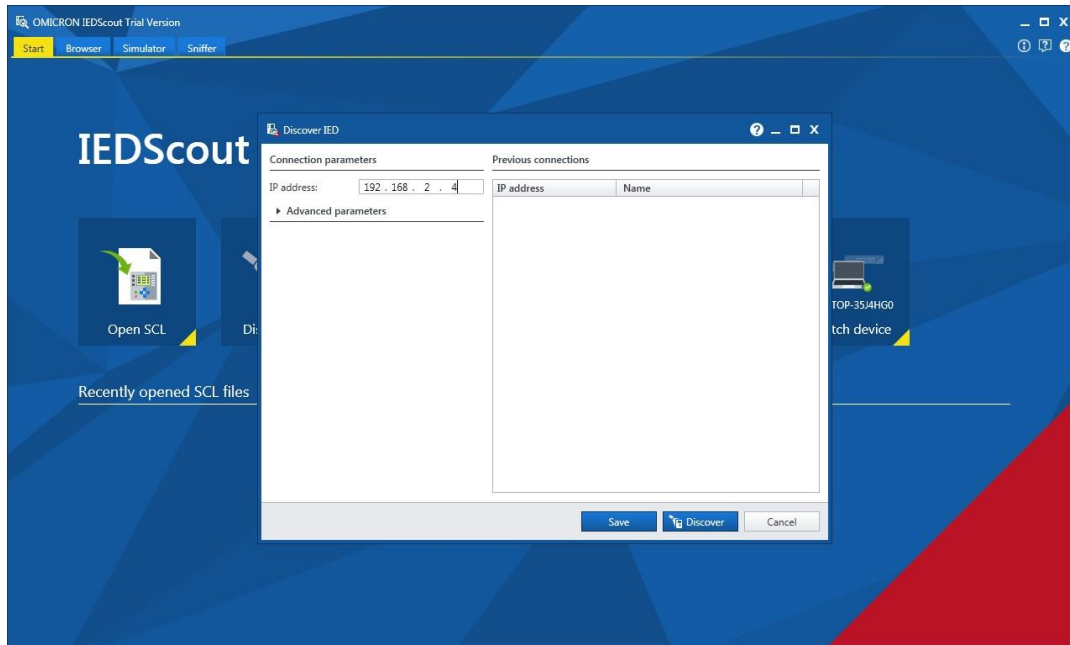 OMICRON IEDScout Trial Version
Start Browser Simulator Sniffer
IEDScout
Discover IED
Connection parameters
IP address: 192 . 168 . 2 . 4
Advanced parameters
Previous connections
IP address Name
Save Discover Cancel
Open SCL
Di
TOP-35J4HG0
tch device
Recently opened SCL files